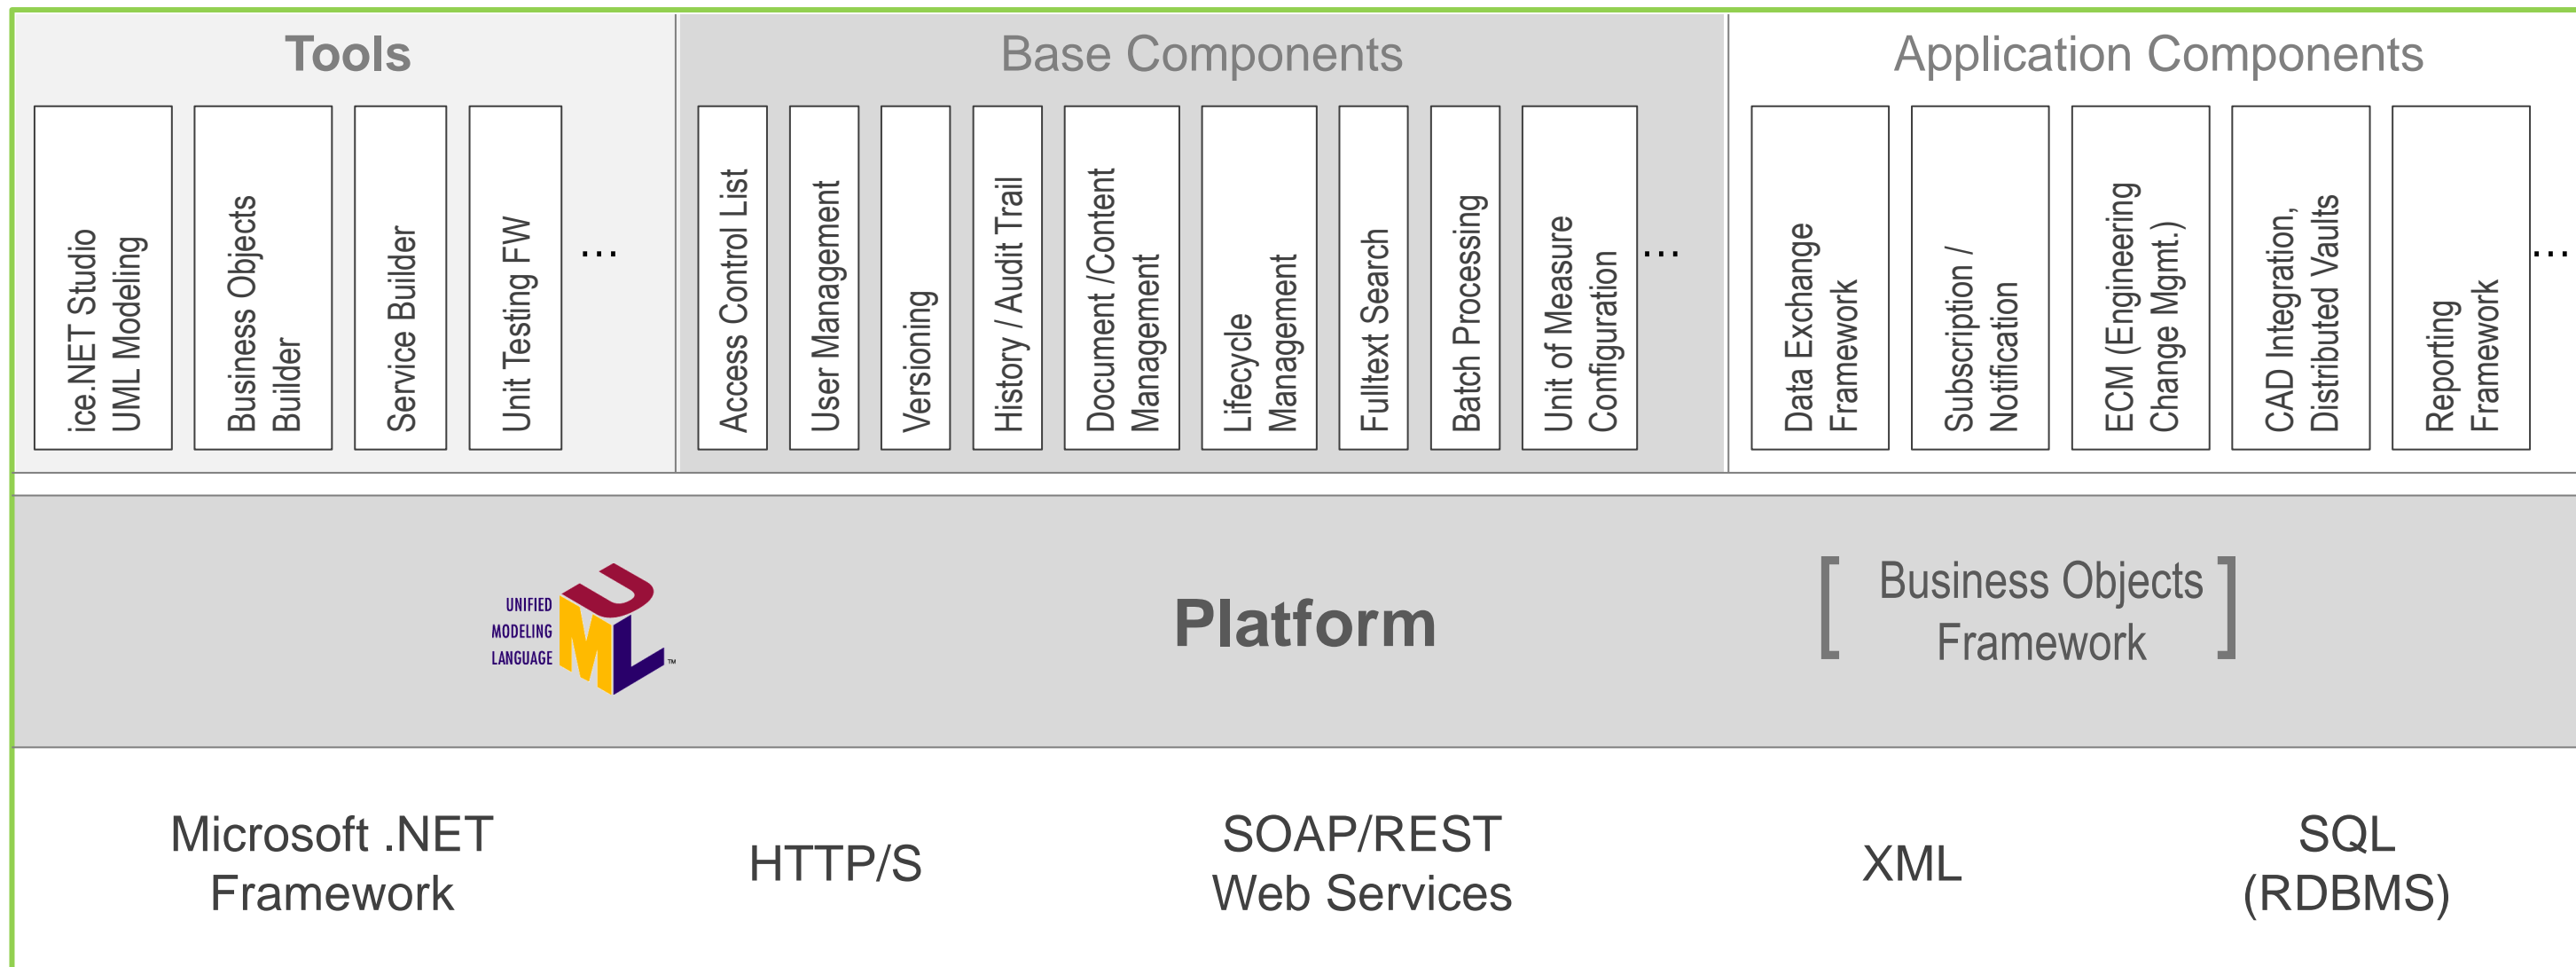 Tools
ice.NET Studio
UML Modeling
Business Objects
Builder
Service Builder
Unit Testing FW
...
Base Components
Access Control List
User Management
Versioning
History / Audit Trail
Document /Content
Management
Lifecycle
Management
Fulltext Search
Batch Processing
Unit of Measure
Configuration
...
Application Components
Data Exchange
Framework
Subscription /
Notification
ECM (Engineering
Change Mgmt.)
CAD Integration,
Distributed Vaults
Reporting
Framework
...
UNIFIED
MODELING
LANGUAGE
UML
™
Platform
[ Business Objects
Framework ]
Microsoft .NET
Framework
HTTP/S
SOAP/REST
Web Services
XML
SQL
(RDBMS)